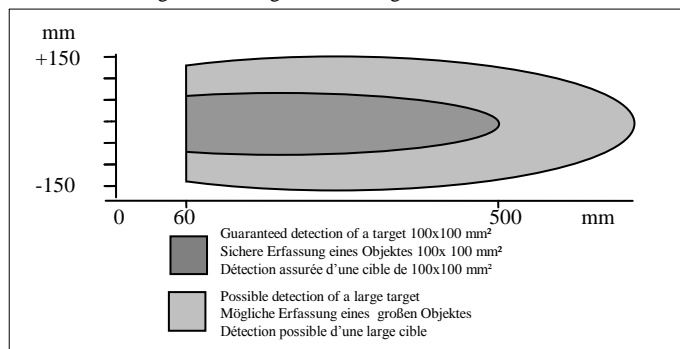 mm
+150
-150
0 60 500 mm
Guaranteed detection of a target 100x100 mm²
Sichere Erfassung eines Objektes 100x 100 mm²
Détection assurée d'une cible de 100x100 mm²
Possible detection of a large target
Mögliche Erfassung eines großen Objektes
Détection possible d'une large cible